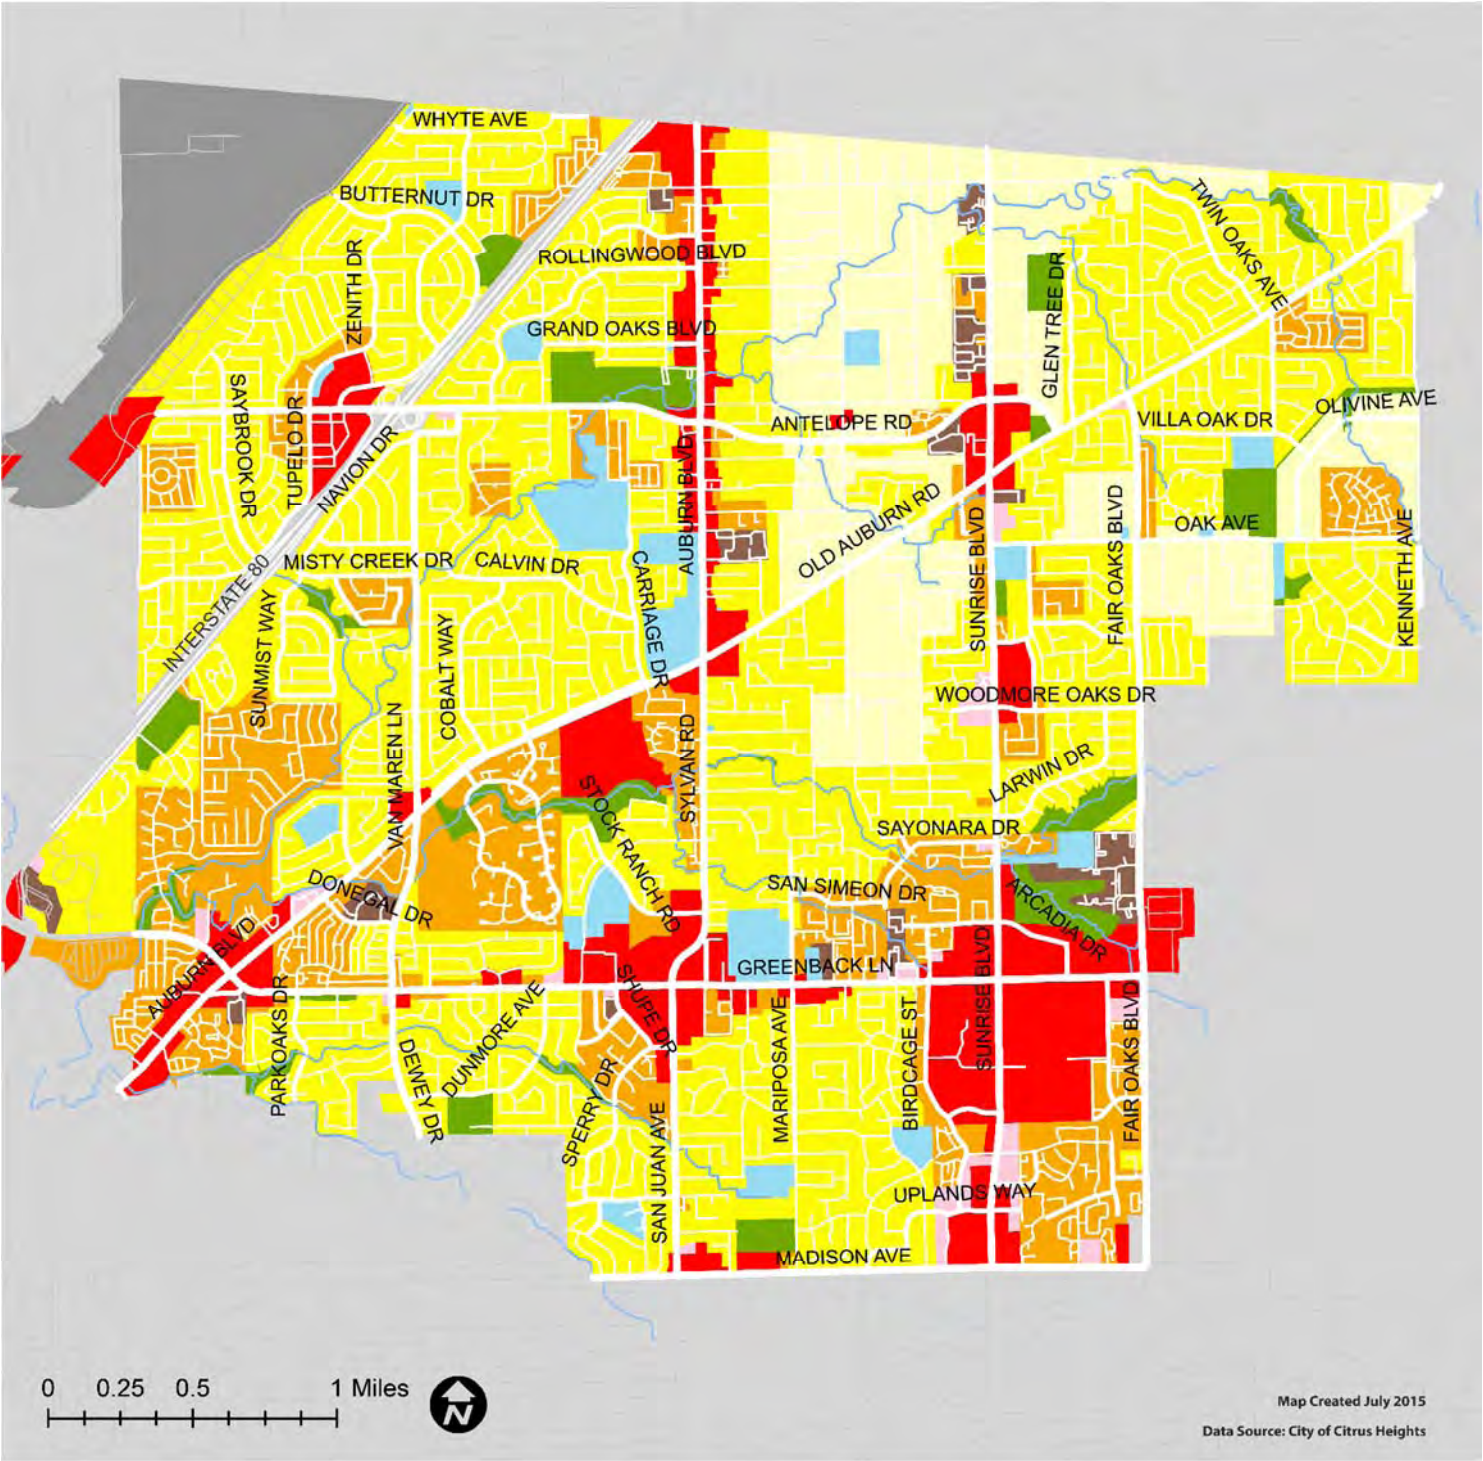 WHYTE AVE
BUTTERNUT DR
TWIN OAKS AVE
ROLLINGWOOD BLVD
ZENITH DR
GLEN TREE DR
GRAND OAKS BLVD
SAYBROOK DR
TUPELO DR
NAVION DR
ANTELOPE RD
VILLA OAK DR
OLIVINE AVE
AUBURN BLVD
OLD AUBURN RD
SUNRISE BLVD
FAIR OAKS BLVD
OAK AVE
KENNETH AVE
INTERSTATE 80
MISTY CREEK DR
CALVIN DR
CARRIAGE DR
SUNMIST WAY
COBALT WAY
VAN MAREN LN
WOODMORE OAKS DR
SYLVAN RD
STOCK RANCH RD
LARWIN DR
SAYONARA DR
DONEGAL DR
SAN SIMEON DR
ARCADIA DR
AUBURN BLVD
GREENBACK LN
SHUPE DR
SUNRISE BLVD
PARKOAKS DR
DEWEY DR
DUNMORE AVE
SPERRY DR
SAN JUAN AVE
MARIPOSA AVE
BIRDCAGE ST
FAIR OAKS BLVD
UPLANDS WAY
MADISON AVE
0 0.25 0.5 1 Miles
N
Map Created July 2015
Data Source: City of Citrus Heights